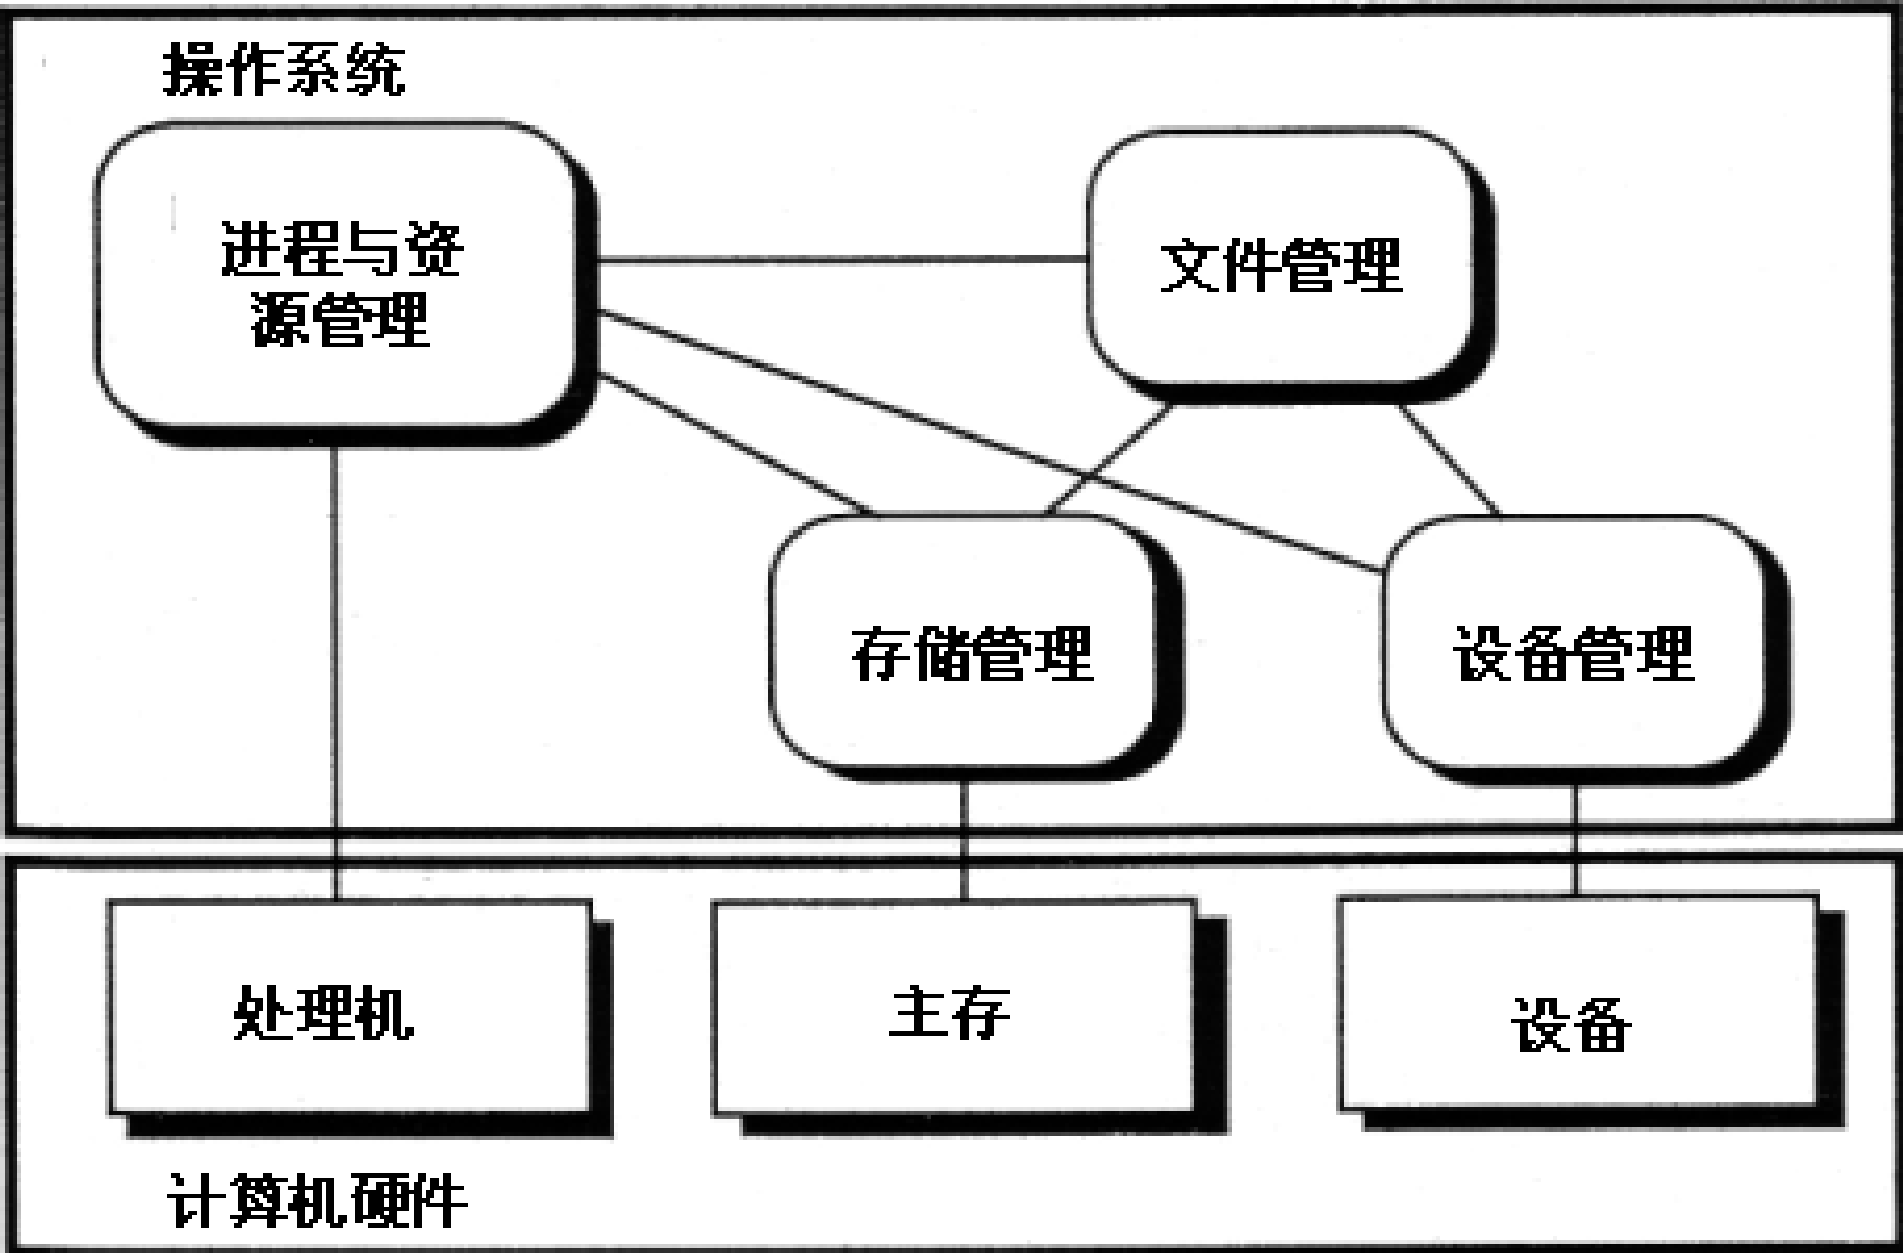 操作系统
进程与资
源管理
文件管理
存储管理
设备管理
处理机
主存
设备
计算机硬件